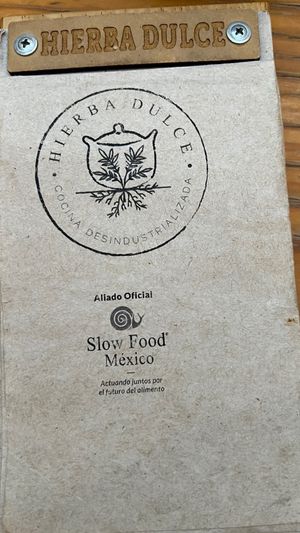 HIERBA DULCE
· HIERBA DULCE ·
COCINA DESINDUSTRIALIZADA
Aliado Oficial
Slow Food®
México
Actuando juntos por
el futuro del alimento